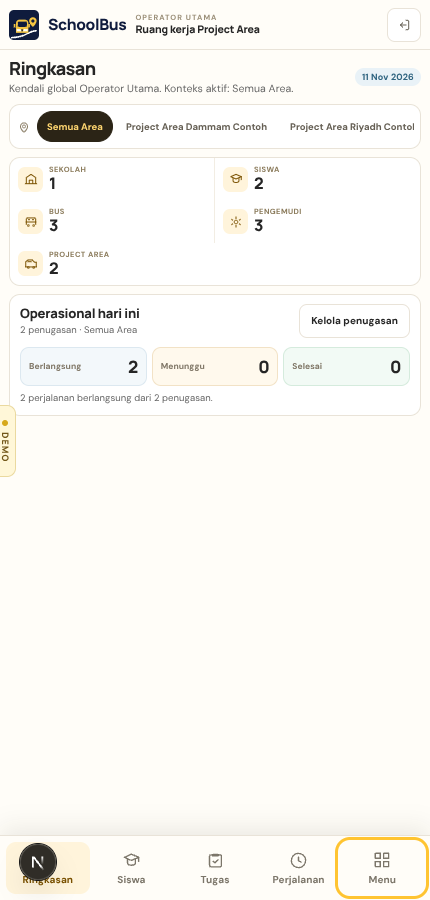 SchoolBus
OPERATOR UTAMA
Ruang kerja Project Area
Ringkasan
Kendali global Operator Utama. Konteks aktif: Semua Area.
11 Nov 2026
Semua Area
Project Area Dammam Contoh
Project Area Riyadh Contoh
SEKOLAH
1
SISWA
2
BUS
3
PENGEMUDI
3
PROJECT AREA
2
Operasional hari ini
2 penugasan · Semua Area
Kelola penugasan
Berlangsung 2
Menunggu 0
Selesai 0
2 perjalanan berlangsung dari 2 penugasan.
DEMO
N
Ringkasan
Siswa
Tugas
Perjalanan
Menu